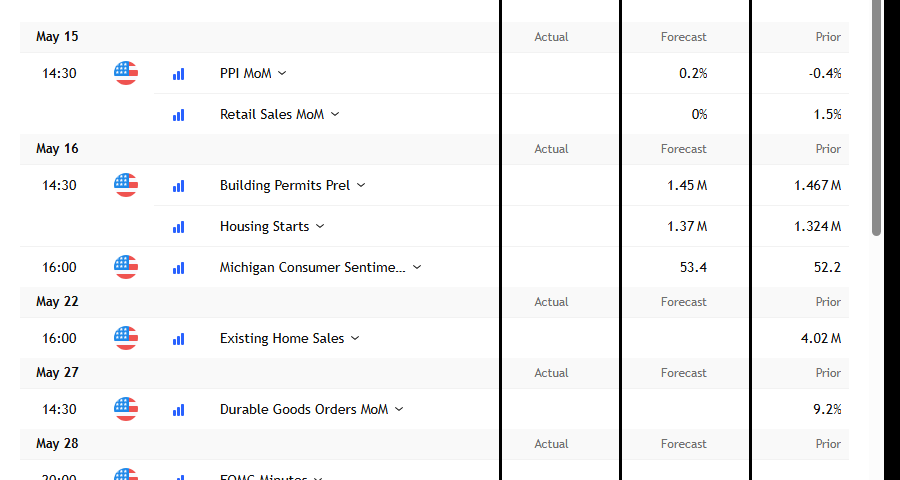 May 15 Actual Forecast Prior
14:30 PPI MoM 0.2% -0.4%
Retail Sales MoM 0% 1.5%
May 16 Actual Forecast Prior
14:30 Building Permits Prel 1.45 M 1.467 M
Housing Starts 1.37 M 1.324 M
16:00 Michigan Consumer Sentime... 53.4 52.2
May 22 Actual Forecast Prior
16:00 Existing Home Sales 4.02 M
May 27 Actual Forecast Prior
14:30 Durable Goods Orders MoM 9.2%
May 28 Actual Forecast Prior
20:00 FOMC Minutes